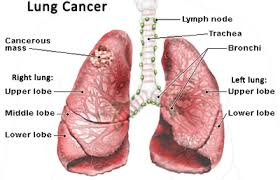 Lung Cancer
Lymph node
Trachea
Bronchi
Cancerous
mass
Right lung:
Upper lobe
Middle lobe
Lower lobe
Left lung:
Upper lobe
Lower lobe